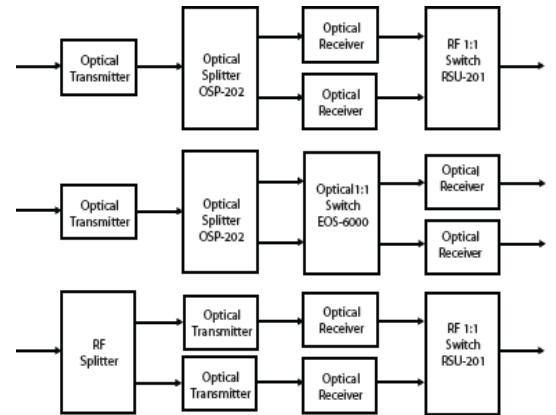 Optical
Transmitter
Optical
Splitter
OSP-202
Optical
Receiver
Optical
Receiver
RF 1:1
Switch
RSU-201
Optical
Transmitter
Optical
Splitter
OSP-202
Optical1:1
Switch
EOS-6000
Optical
Receiver
Optical
Receiver
RF
Splitter
Optical
Transmitter
Optical
Transmitter
Optical
Receiver
Optical
Receiver
RF 1:1
Switch
RSU-201